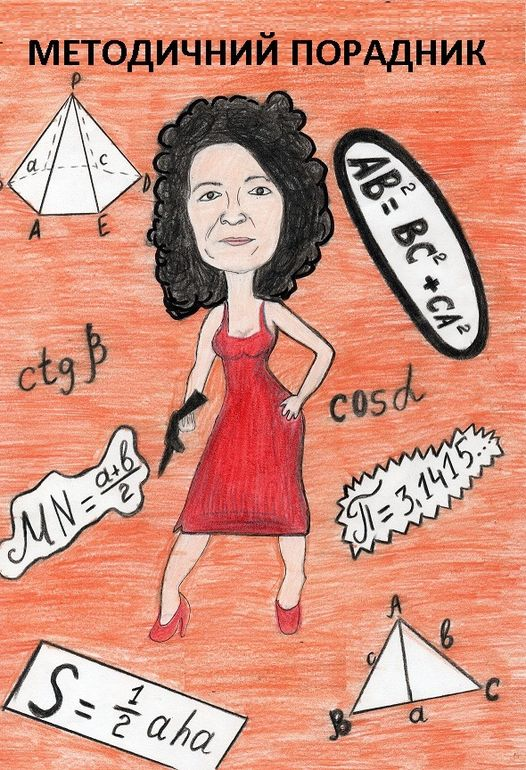 МЕТОДИЧНИЙ ПОРАДНИК
P
a c
D
A E
AB² = BC² + CA²
ctg β
cos α
MN = a+b/2
П = 3,1415...
S = 1/2 aha
A
c b
B a C